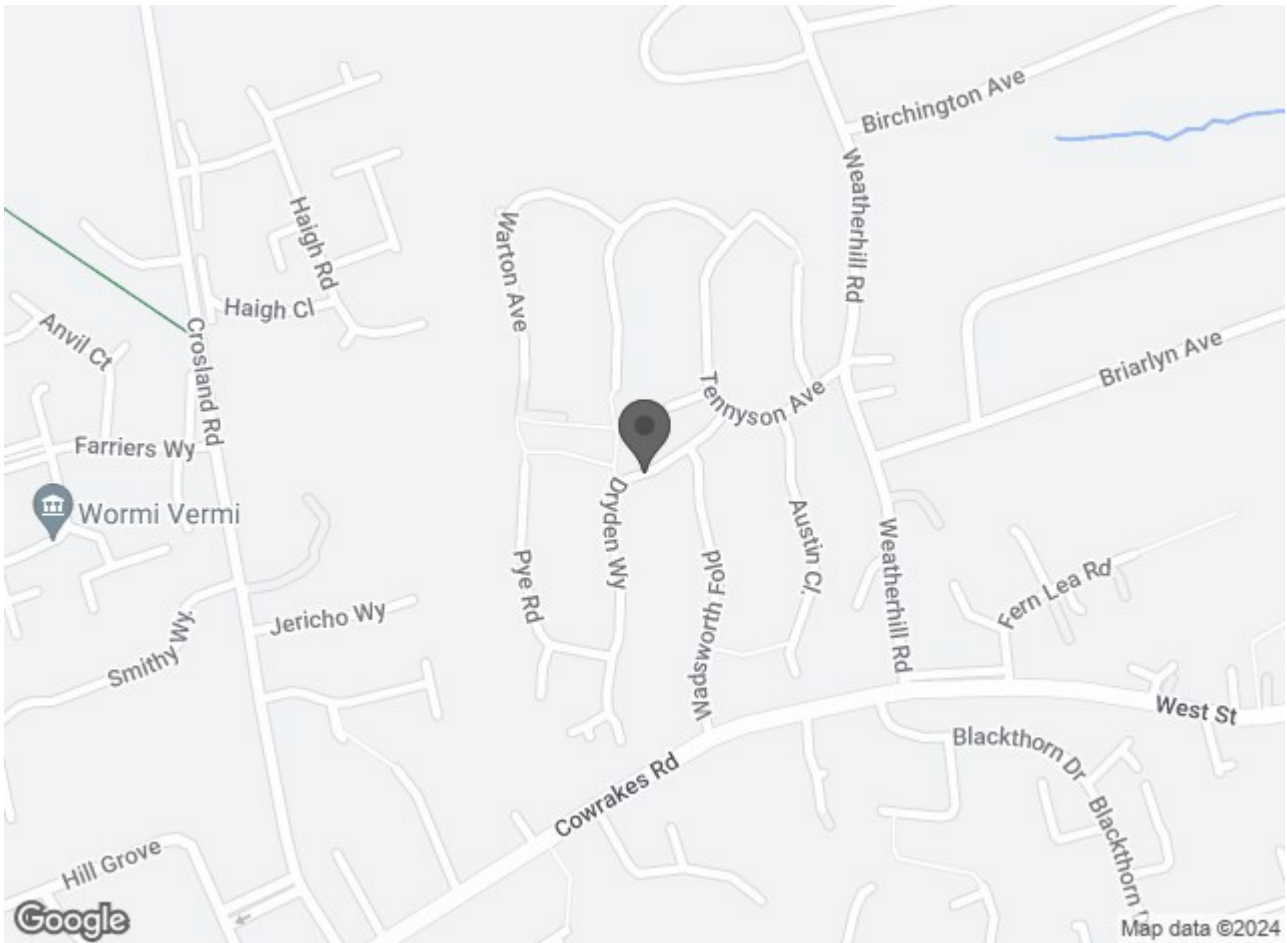 Birchington Ave
Weatherhill Rd
Haigh Rd
Warton Ave
Haigh Cl
Anvil Ct
Crosland Rd
Briarlyn Ave
Tennyson Ave
Farriers Wy
Wormi Vermi
Dryden Wy
Austin Cl.
Pye Rd
Wapsworth Fold
Weatherhill Rd
Fern Lea Rd
Jericho Wy
Smithy Wy
West St
Blackthorn Dr
Cowrakes Rd
Blackthorn D
Hill Grove
Google
Map data ©2024